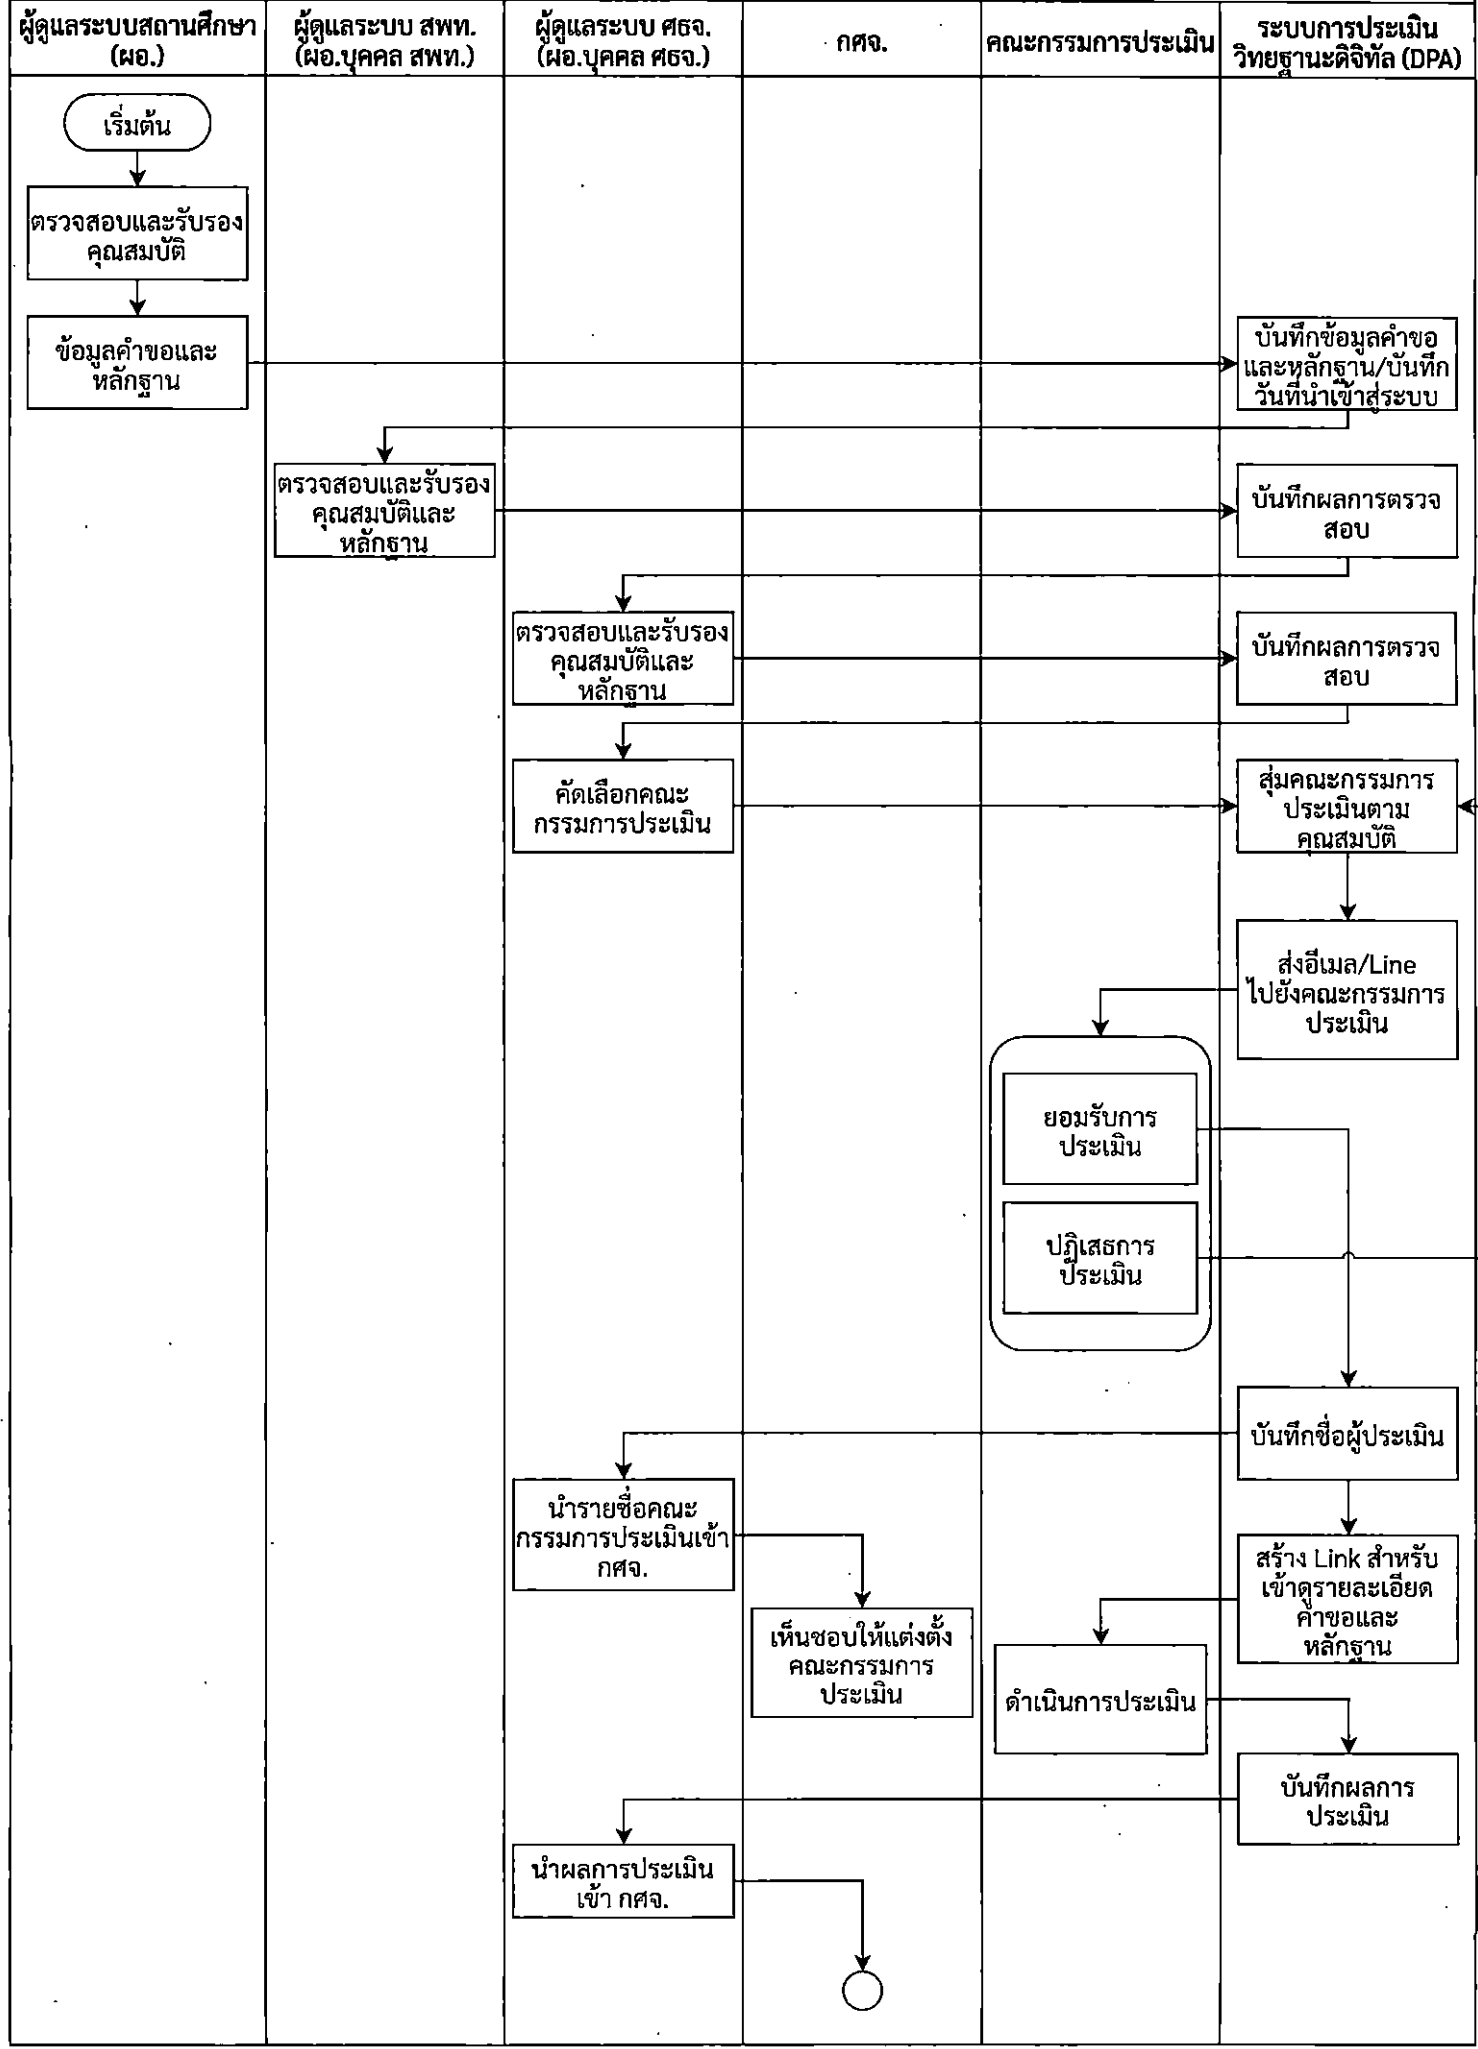 ผู้ดูแลระบบสถานศึกษา
(ผอ.)
ผู้ดูแลระบบ สพท.
(ผอ.บุคคล สพท.)
ผู้ดูแลระบบ ศธจ.
(ผอ.บุคคล ศธจ.)
กศจ.
คณะกรรมการประเมิน
ระบบการประเมิน
วิทยฐานะดิจิทัล (DPA)
เริ่มต้น
ตรวจสอบและรับรอง
คุณสมบัติ
ข้อมูลคำขอและ
หลักฐาน
บันทึกข้อมูลคำขอ
และหลักฐาน/บันทึก
วันที่นำเข้าสู่ระบบ
ตรวจสอบและรับรอง
คุณสมบัติและ
หลักฐาน
บันทึกผลการตรวจ
สอบ
ตรวจสอบและรับรอง
คุณสมบัติและ
หลักฐาน
บันทึกผลการตรวจ
สอบ
คัดเลือกคณะ
กรรมการประเมิน
สุ่มคณะกรรมการ
ประเมินตาม
คุณสมบัติ
ส่งอีเมล/Line
ไปยังคณะกรรมการ
ประเมิน
ยอมรับการ
ประเมิน
ปฏิเสธการ
ประเมิน
บันทึกชื่อผู้ประเมิน
นำรายชื่อคณะ
กรรมการประเมินเข้า
กศจ.
สร้าง Link สำหรับ
เข้าดูรายละเอียด
คำขอและ
หลักฐาน
เห็นชอบให้แต่งตั้ง
คณะกรรมการ
ประเมิน
ดำเนินการประเมิน
บันทึกผลการ
ประเมิน
นำผลการประเมิน
เข้า กศจ.